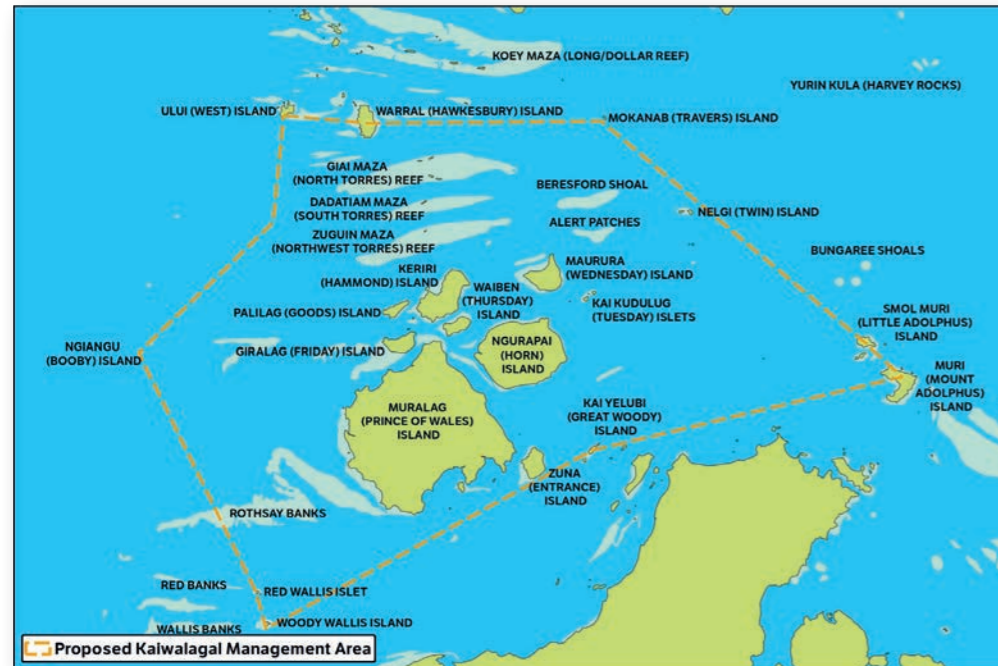 KOEY MAZA (LONG/DOLLAR REEF)
YURIN KULA (HARVEY ROCKS)
ULUI (WEST) ISLAND
WARRAL (HAWKESBURY) ISLAND
MOKANAB (TRAVERS) ISLAND
GIAI MAZA
(NORTH TORRES) REEF
BERESFORD SHOAL
DADATIAM MAZA
(SOUTH TORRES) REEF
NELGI (TWIN) ISLAND
ALERT PATCHES
ZUGUIN MAZA
(NORTHWEST TORRES) REEF
BUNGAREE SHOALS
MAURURA
(WEDNESDAY) ISLAND
KERIRI
(HAMMOND)
ISLAND
WAIBEN
(THURSDAY)
ISLAND
KAI KUDULUG
(TUESDAY) ISLETS
PALILAG (GOODS) ISLAND
SMOL MURI
(LITTLE ADOLPHUS)
ISLAND
NGIANGU
(BOOBY) ISLAND
GIRALAG (FRIDAY) ISLAND
NGURAPAI
(HORN)
ISLAND
MURI
(MOUNT
ADOLPHUS)
ISLAND
MURALAG
(PRINCE OF WALES)
ISLAND
KAI YELUBI
(GREAT WOODY)
ISLAND
ZUNA
(ENTRANCE)
ISLAND
ROTHSAY BANKS
RED BANKS
RED WALLIS ISLET
WALLIS BANKS
WOODY WALLIS ISLAND
Proposed Kaiwalagal Management Area